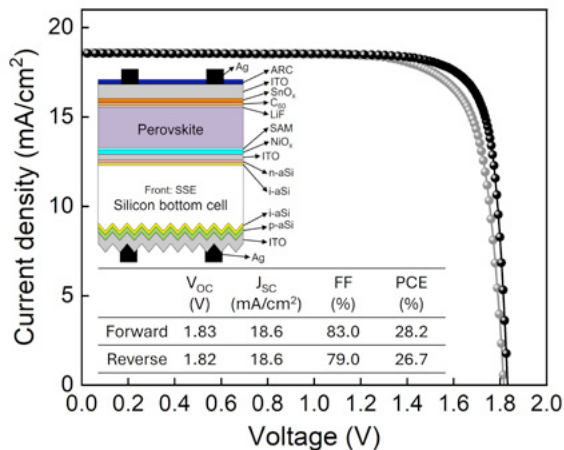 Current density (mA/cm²)
20
15
10
5
0
Ag
ARC
ITO
SnOₓ
C₆₀
LiF
Perovskite
SAM
NiOₓ
ITO
n-aSi
i-aSi
Front: SSE
Silicon bottom cell
i-aSi
p-aSi
ITO
Ag
V_OC J_SC FF PCE
(V) (mA/cm²) (%) (%)
Forward 1.83 18.6 83.0 28.2
Reverse 1.82 18.6 79.0 26.7
0.0 0.2 0.4 0.6 0.8 1.0 1.2 1.4 1.6 1.8 2.0
Voltage (V)